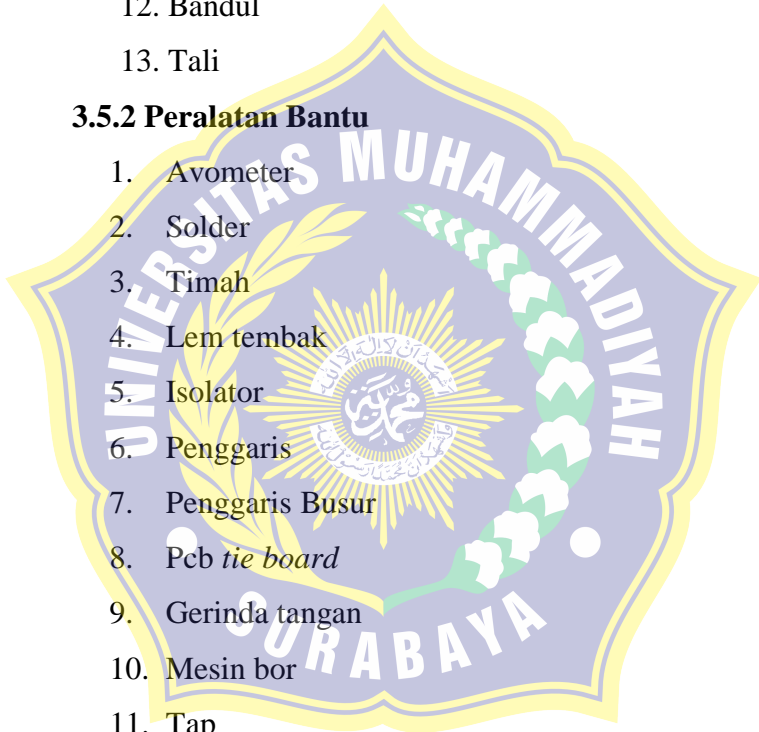 12. Bandul
13. Tali
3.5.2 Peralatan Bantu
1. Avometer
2. Solder
3. Timah
4. Lem tembak
5. Isolator
6. Penggaris
7. Penggaris Busur
8. Pcb tie board
9. Gerinda tangan
10. Mesin bor
11. Tap
UNIVERSITAS MUHAMMADIYAH
SURABAYA